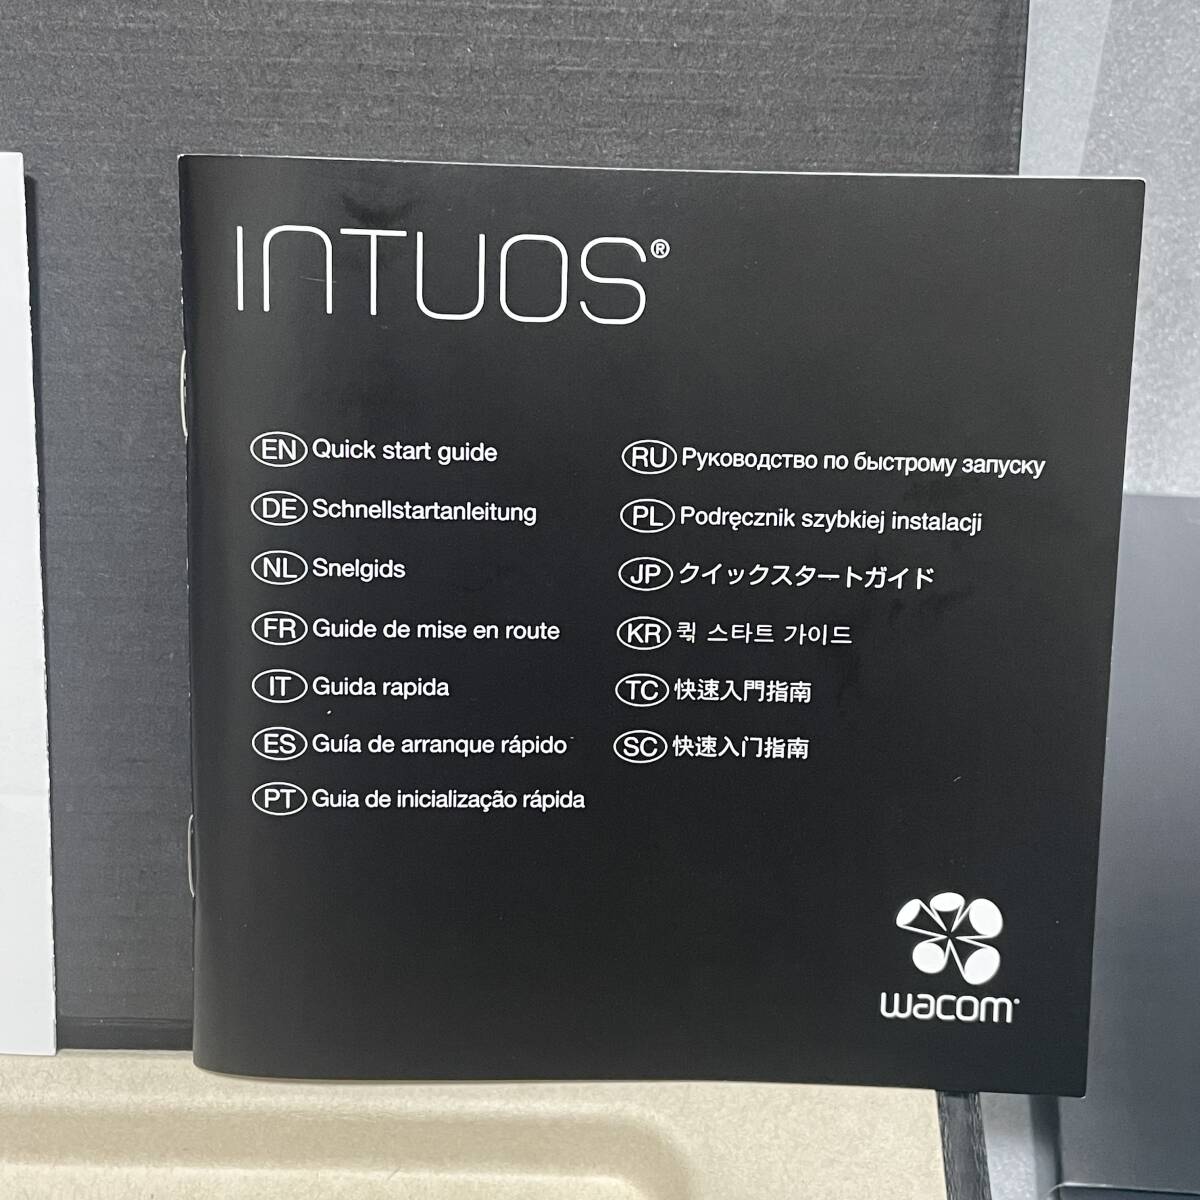 INTUOS®
EN Quick start guide
DE Schnellstartanleitung
NL Snelgids
FR Guide de mise en route
IT Guida rapida
ES Guía de arranque rápido
PT Guia de inicialização rápida
RU Руководство по быстрому запуску
PL Podręcznik szybkiej instalacji
JP クイックスタートガイド
KR 퀵 스타트 가이드
TC 快速入門指南
SC 快速入门指南
wacom